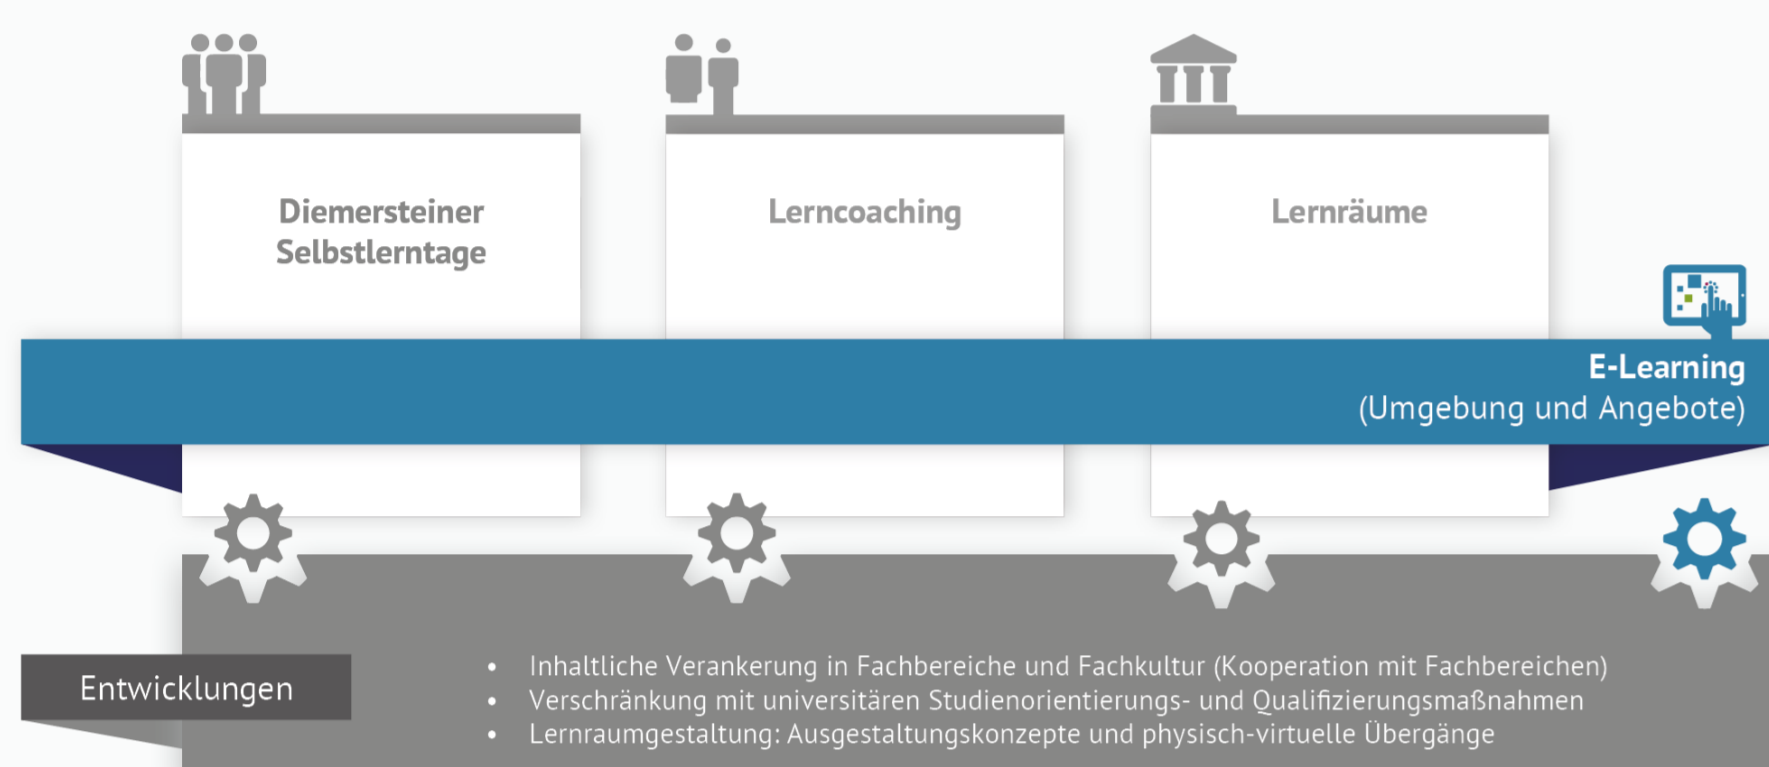 Diemersteiner
Selbstlerntage
Lerncoaching
Lernräume
E-Learning
(Umgebung und Angebote)
Entwicklungen
• Inhaltliche Verankerung in Fachbereiche und Fachkultur (Kooperation mit Fachbereichen)
• Verschränkung mit universitären Studienorientierungs- und Qualifizierungsmaßnahmen
• Lernraumgestaltung: Ausgestaltungskonzepte und physisch-virtuelle Übergänge